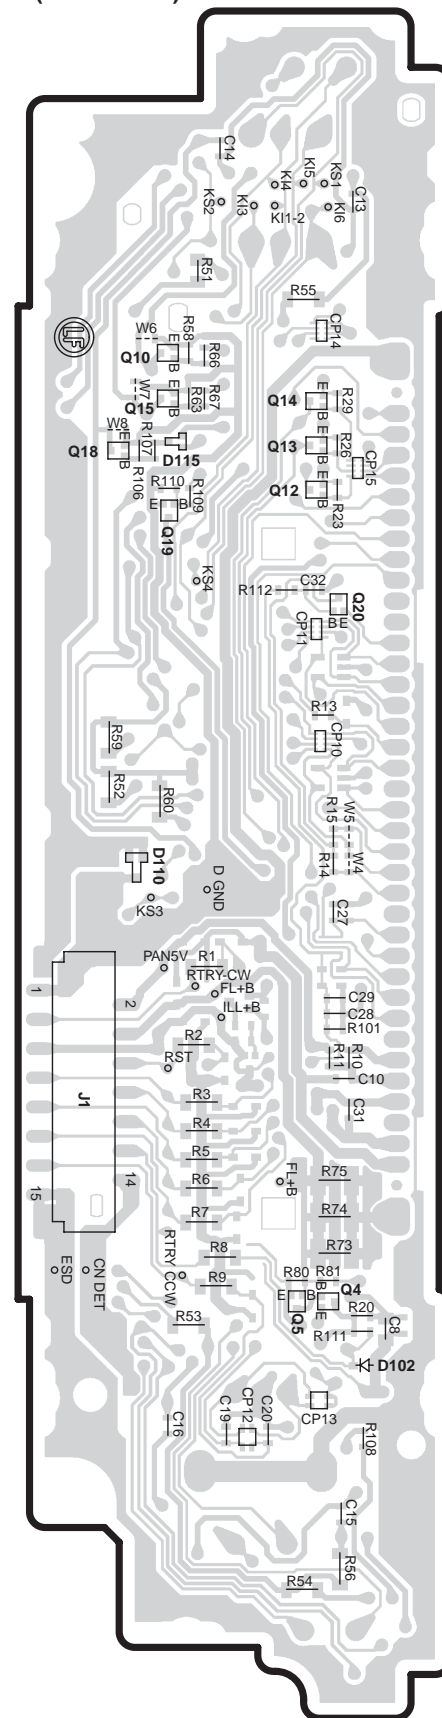 C14
KI4
KI5
KS1
C13
KS2
KI3
KI1-2
KI6
R51
R55
W6
R58
CP14
E
B
Q10
R66
W7
E
B
Q15
R63
R67
Q14
E
B
R29
W8
E
B
Q18
R107
D115
Q13
E
B
R26
CP15
R106
R110
R109
Q12
E
B
R23
E
B
Q19
KS4
R112
C32
Q20
BE
CP11
R13
R59
CP10
R52
R60
R15
W5
R14
W4
D110
D GND
KS3
C27
PAN5V
R1
RTRY-CW
FL+B
1
2
ILL+B
C29
C28
R101
R2
RST
R11
R10
C10
J1
R3
C31
R4
R5
R6
FL+B
R75
15
14
R7
R74
R8
R73
ESD
CN DET
RTRY CCW
R9
R80
R81
Q4
E
B
B
E
R53
Q5
R20
C8
R111
D102
C16
C19
CP12
C20
CP13
R108
C15
R56
R54